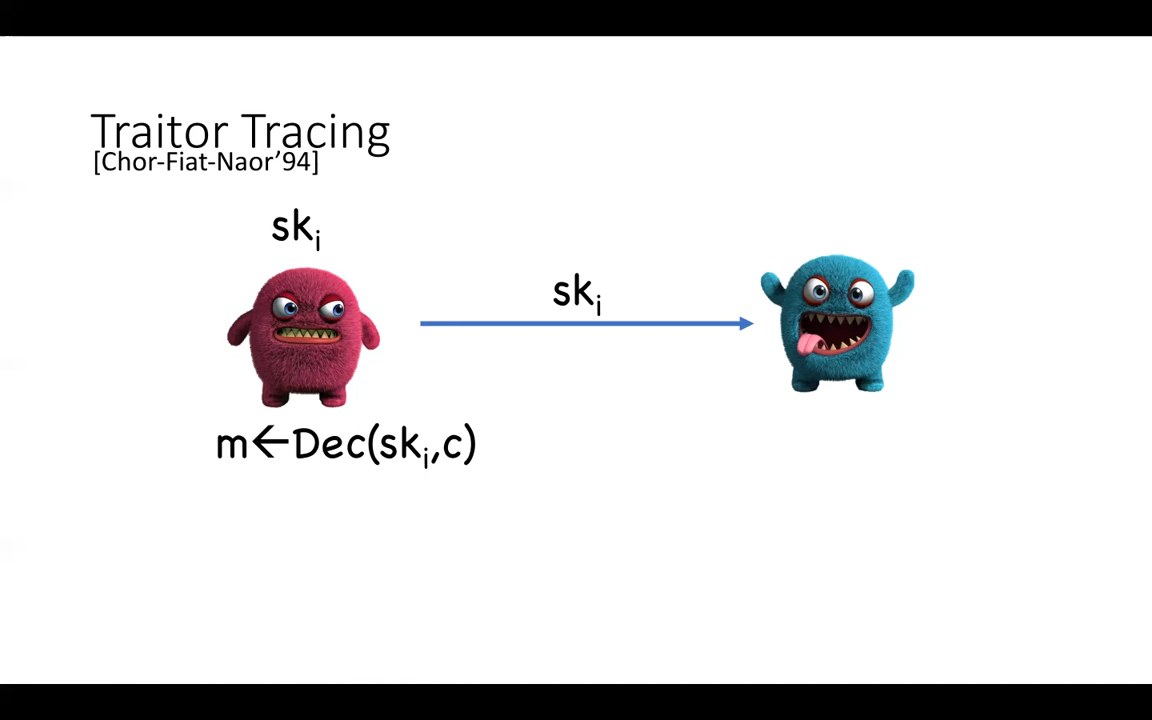 Traitor Tracing
[Chor-Fiat-Naor’94]
skᵢ
skᵢ
m←Dec(skᵢ,c)